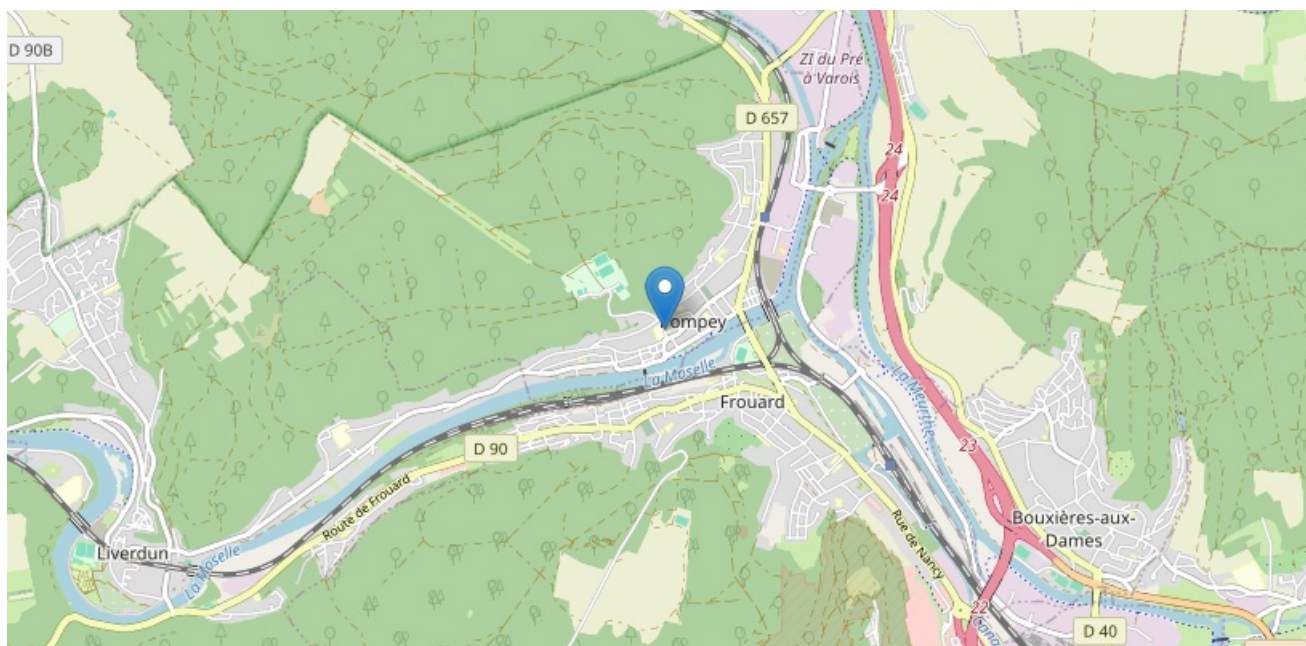 D 90B
ZI du Pré
à Varois
D 657
24
24
Pompey
La Moselle
La Meurthe
Frouard
D 90
23
Route de Frouard
Bouxières-aux-
Dames
Rue de Nancy
Liverdun
La Moselle
22
D 40